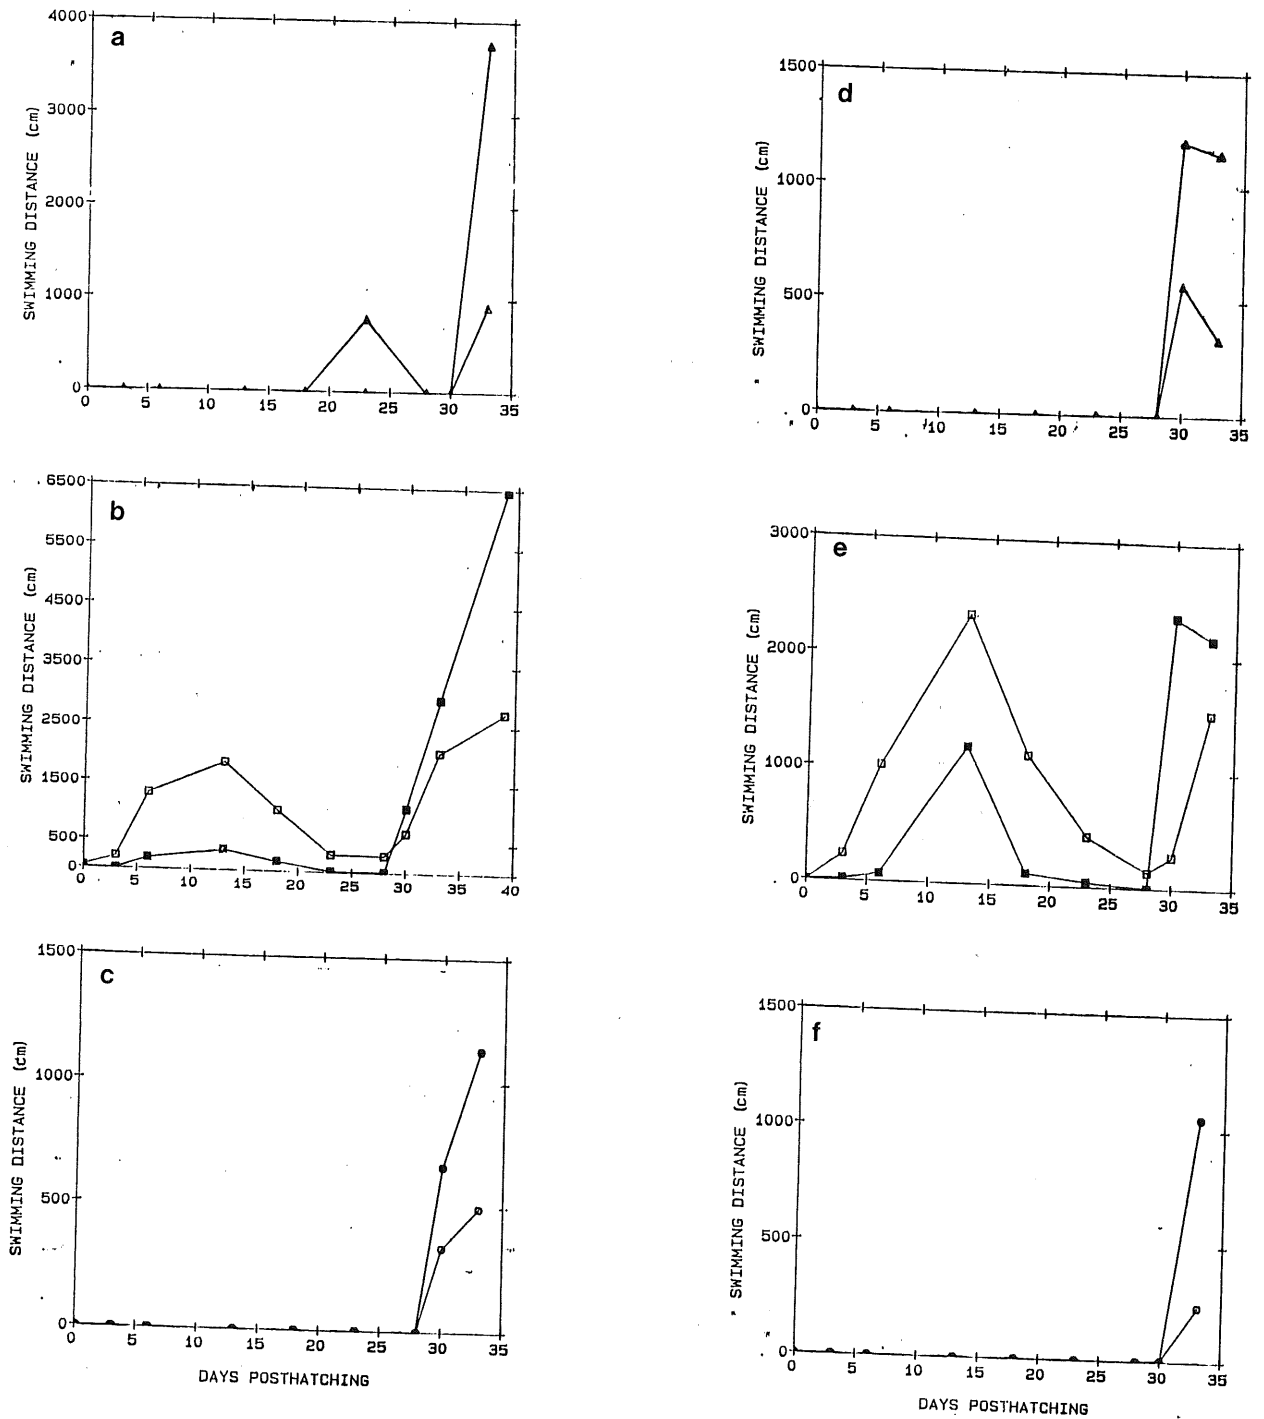 a
SWIMMING DISTANCE (cm)
4000
3000
2000
1000
0
0 5 10 15 20 25 30 35
b
SWIMMING DISTANCE (cm)
6500
5500
4500
3500
2500
1500
500
0
0 5 10 15 20 25 30 35 40
c
SWIMMING DISTANCE (cm)
1500
1000
500
0
0 5 10 15 20 25 30 35
DAYS POSTHATCHING
d
SWIMMING DISTANCE (cm)
1500
1000
500
0
0 5 10 15 20 25 30 35
e
SWIMMING DISTANCE (cm)
3000
2000
1000
0
0 5 10 15 20 25 30 35
f
SWIMMING DISTANCE (cm)
1500
1000
500
0
0 5 10 15 20 25 30 35
DAYS POSTHATCHING